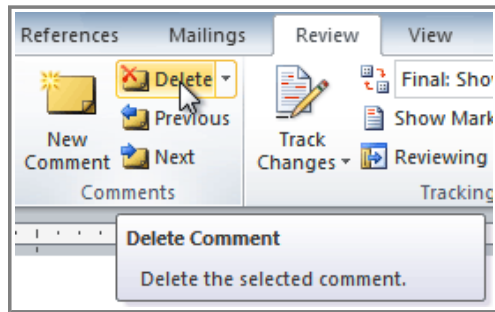 References Mailings Review View
Delete
Final: Sho
Previous
Show Mark
New
Comment
Next
Track
Changes
Reviewing
Comments
Tracking
Delete Comment
Delete the selected comment.